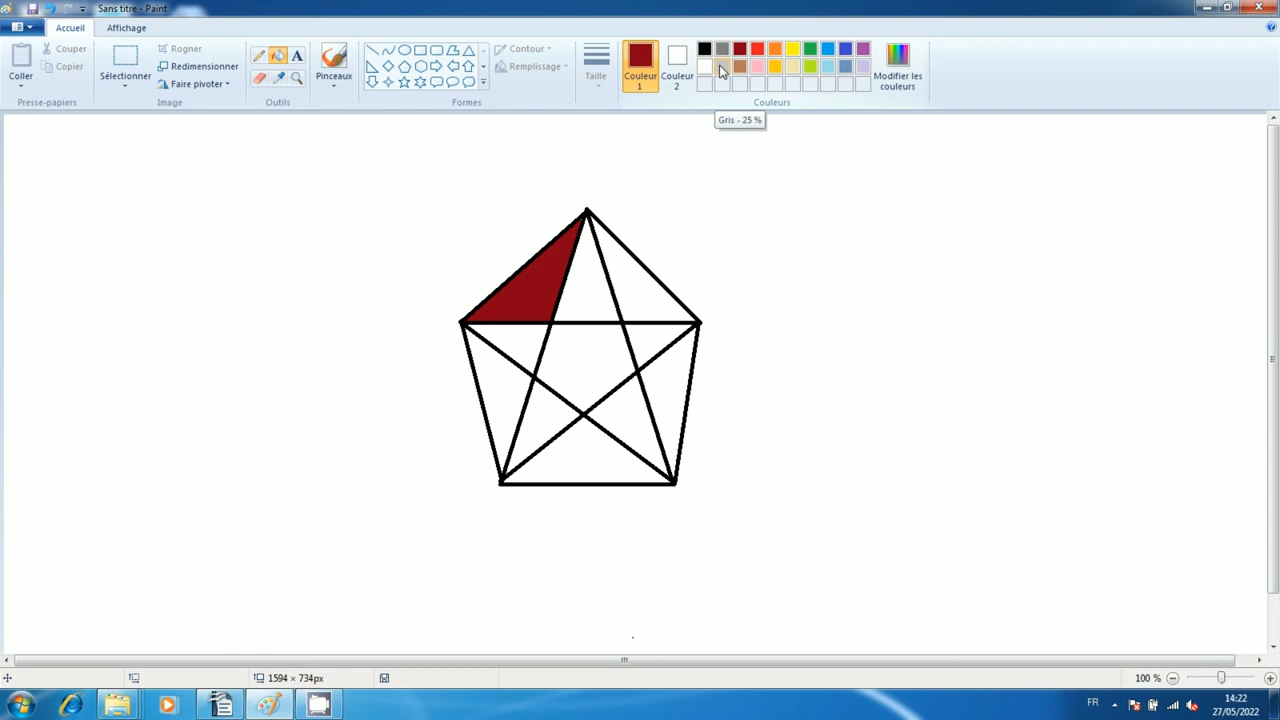 Sans titre - Paint
Accueil
Affichage
Coller
Couper
Copier
Presse-papiers
Sélectionner
Rogner
Redimensionner
Faire pivoter
Image
A
Outils
Pinceaux
Formes
Contour
Remplissage
Taille
Couleur
1
Couleur
2
Couleurs
Modifier les
couleurs
Gris - 25 %
1594 × 734px
100 %
FR
14:22
27/05/2022